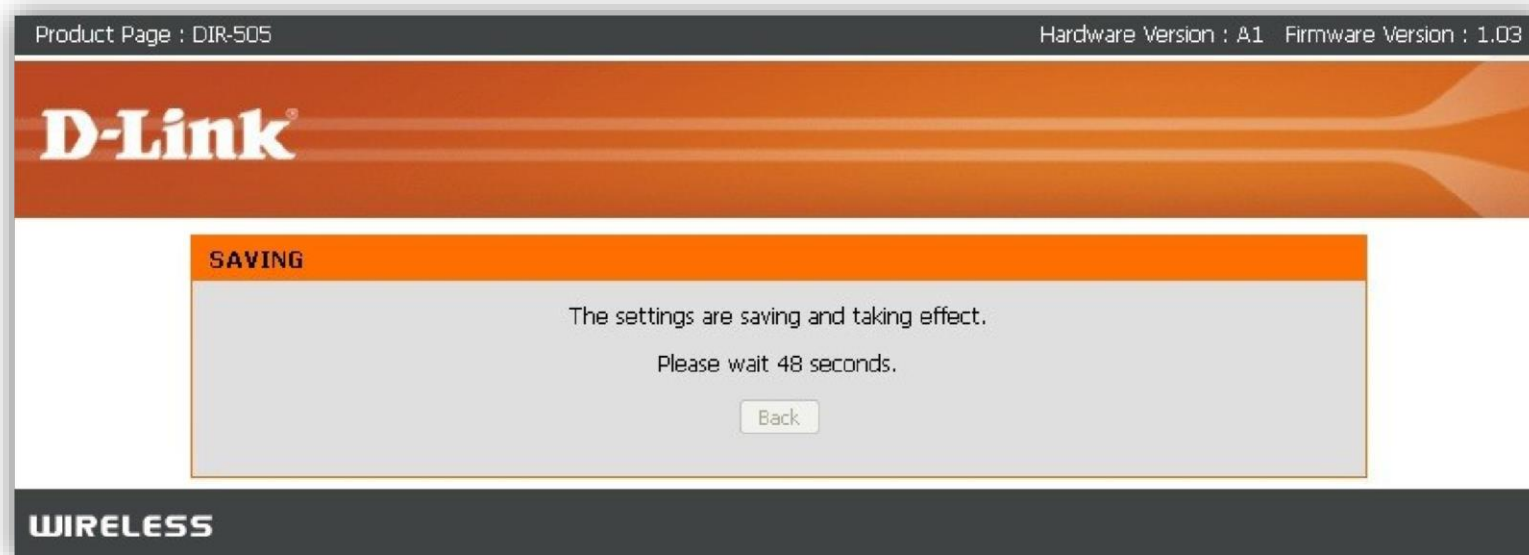 Product Page : DIR-505 Hardware Version : A1 Firmware Version : 1.03
D-Link®
SAVING
The settings are saving and taking effect.
Please wait 48 seconds.
Back
WIRELESS